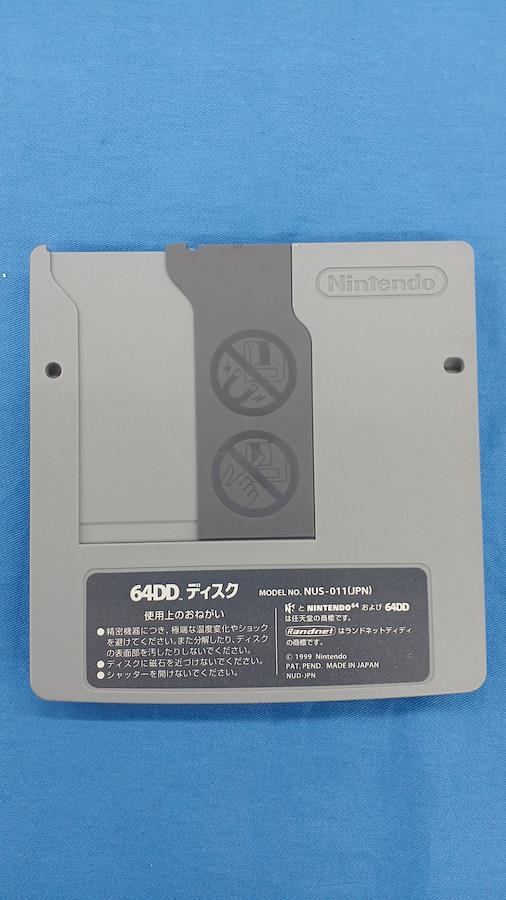 Nintendo
64DD™ ディスク
MODEL NO. NUS-011(JPN)
使用上のおねがい
●精密機器につき、極端な温度変化やショック
を避けてください。また分解したり、ディスク
の表面部を汚したりしないでください。
●ディスクに磁石を近づけないでください。
●シャッターを開けないでください。
と NINTENDO64 および 64DD
は任天堂の商標です。
Randnet はランドネットディディ
の商標です。
© 1999 Nintendo
PAT. PEND. MADE IN JAPAN
NUD-JPN